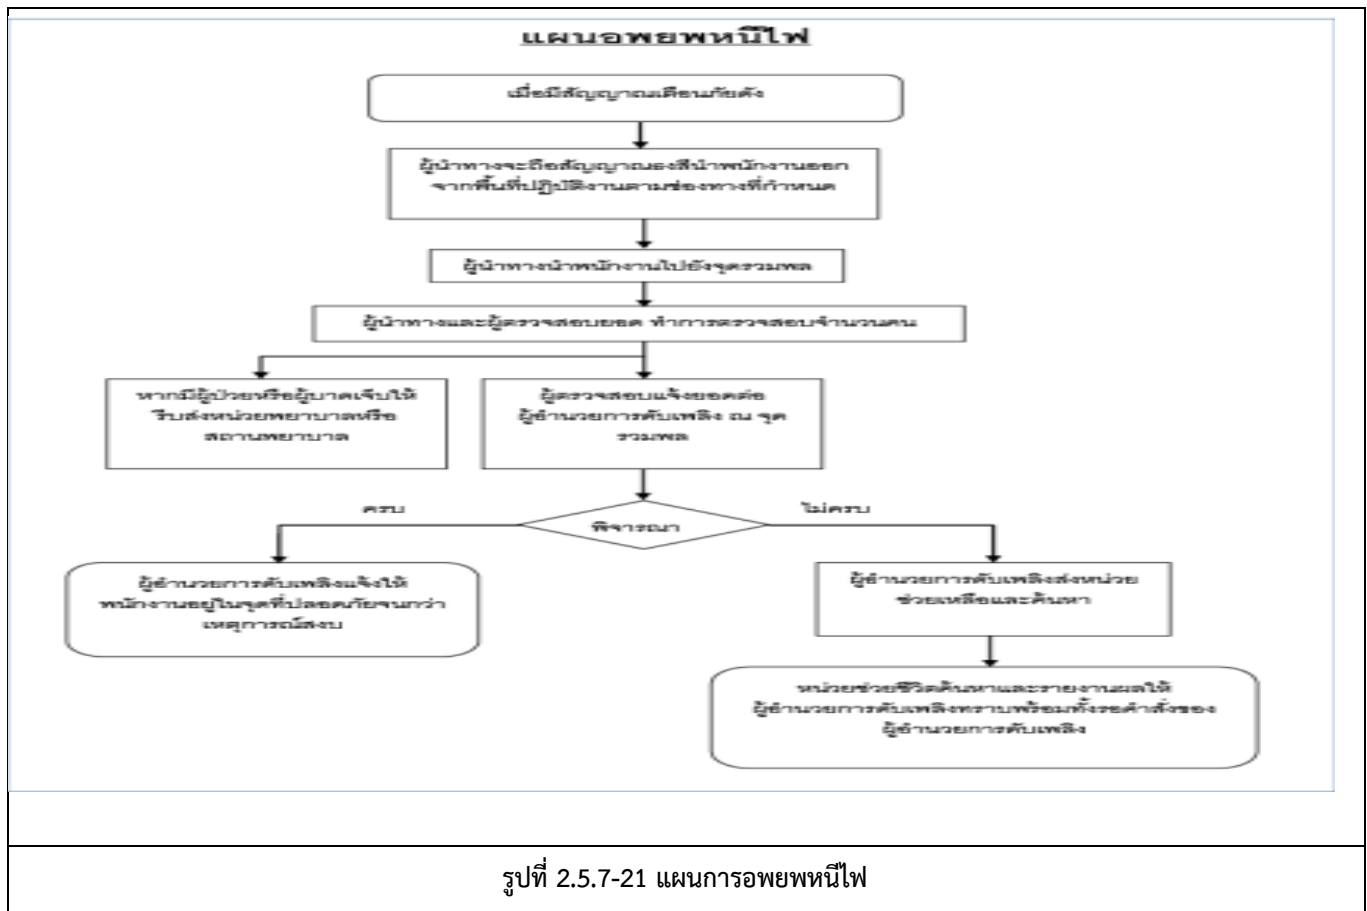 แผนอพยพหนีไฟ
เมื่อมีสัญญาณเตือนภัยดัง
ผู้นำทางจะถือสัญญาณธงสีนำพนักงานออก
จากพื้นที่ปฏิบัติงานตามช่องทางที่กำหนด
ผู้นำทางนำพนักงานไปยังจุดรวมพล
ผู้นำทางและผู้ตรวจสอบยอด ทำการตรวจสอบจำนวนคน
หากมีผู้ป่วยหรือผู้บาดเจ็บให้
รีบส่งหน่วยพยาบาลหรือ
สถานพยาบาล
ผู้ตรวจสอบแจ้งยอดต่อ
ผู้อำนวยการดับเพลิง ณ จุด
รวมพล
ครบ
พิจารณา
ไม่ครบ
ผู้อำนวยการดับเพลิงแจ้งให้
พนักงานอยู่ในจุดที่ปลอดภัยจนกว่า
เหตุการณ์สงบ
ผู้อำนวยการดับเพลิงส่งหน่วย
ช่วยเหลือและค้นหา
หน่วยช่วยชีวิตค้นหาและรายงานผลให้
ผู้อำนวยการดับเพลิงทราบพร้อมทั้งรอคำสั่งของ
ผู้อำนวยการดับเพลิง
รูปที่ 2.5.7-21 แผนการอพยพหนีไฟ